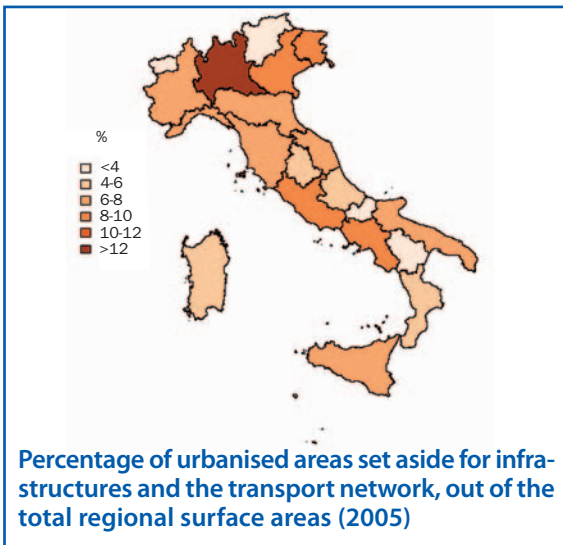 %
<4
4-6
6-8
8-10
10-12
>12
Percentage of urbanised areas set aside for infra-
structures and the transport network, out of the
total regional surface areas (2005)